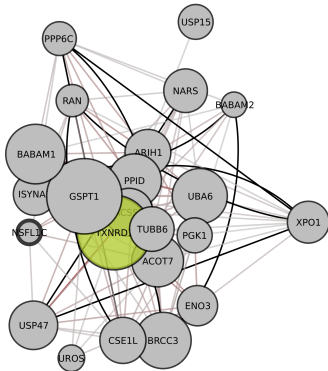 USP15
PPP6C
NARS
RAN
BABAM2
ARIH1
BABAM1
PPID
ISYNA
GSPT1
UBA6
XPO1
TUBB6
NSFL1C
TXNRD
PGK1
ACOT7
ENO3
USP47
CSE1L
BRCC3
UROS